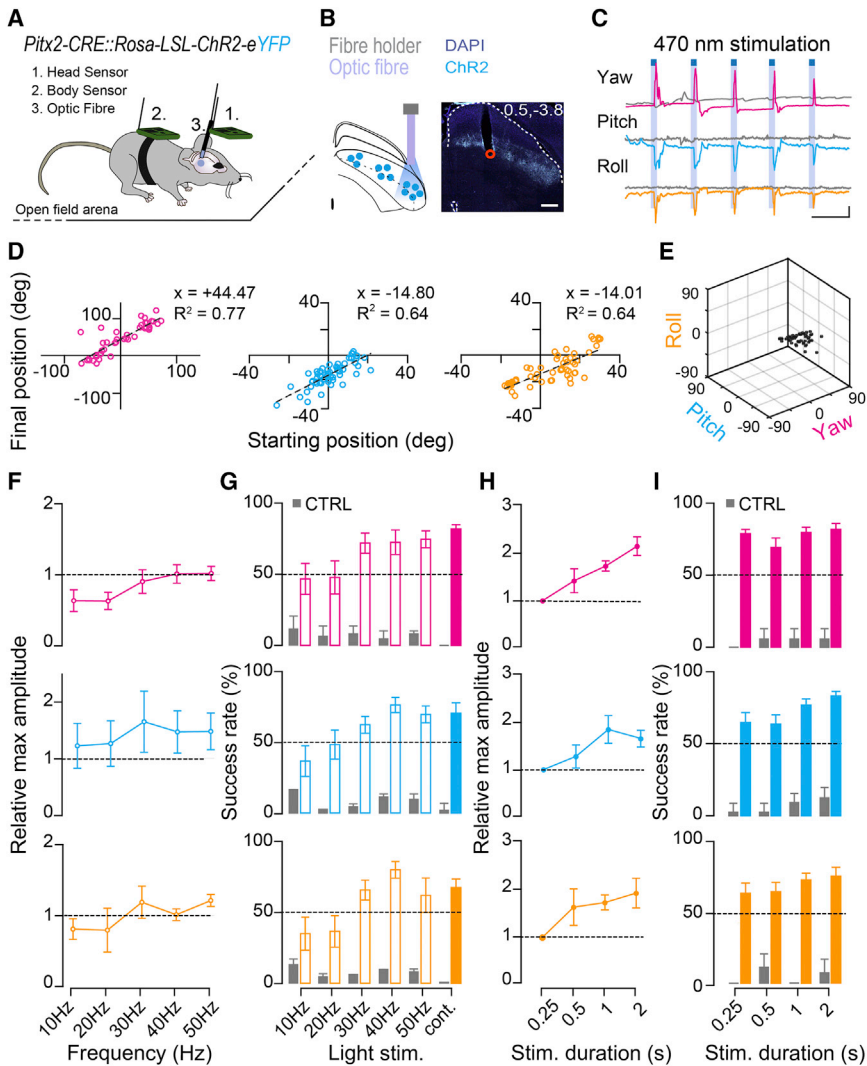 A
Pitx2-CRE::Rosa-LSL-ChR2-eYFP
1. Head Sensor
2. Body Sensor
3. Optic Fibre
2.
3.
1.
Open field arena
B
Fibre holder
Optic fibre
DAPI
ChR2
0.5,-3.8
C
470 nm stimulation
Yaw
Pitch
Roll
D
Final position (deg)
x = +44.47
R² = 0.77
100
-100
100
-100
x = -14.80
R² = 0.64
40
-40
40
-40
x = -14.01
R² = 0.64
40
-40
40
-40
Starting position (deg)
E
Roll
90
0
-90
90
0
-90
Pitch
-90
0
90
Yaw
F
Relative max amplitude
2
1
0
2
1
0
2
1
0
10Hz
20Hz
30Hz
40Hz
50Hz
Frequency (Hz)
G
CTRL
Success rate (%)
100
50
0
100
50
0
100
50
0
10Hz
20Hz
30Hz
40Hz
50Hz
cont.
Light stim.
H
Relative max amplitude
3
2
1
0
3
2
1
0
3
2
1
0
0.25
0.5
1
2
Stim. duration (s)
I
CTRL
Success rate (%)
100
50
0
100
50
0
100
50
0
0.25
0.5
1
2
Stim. duration (s)